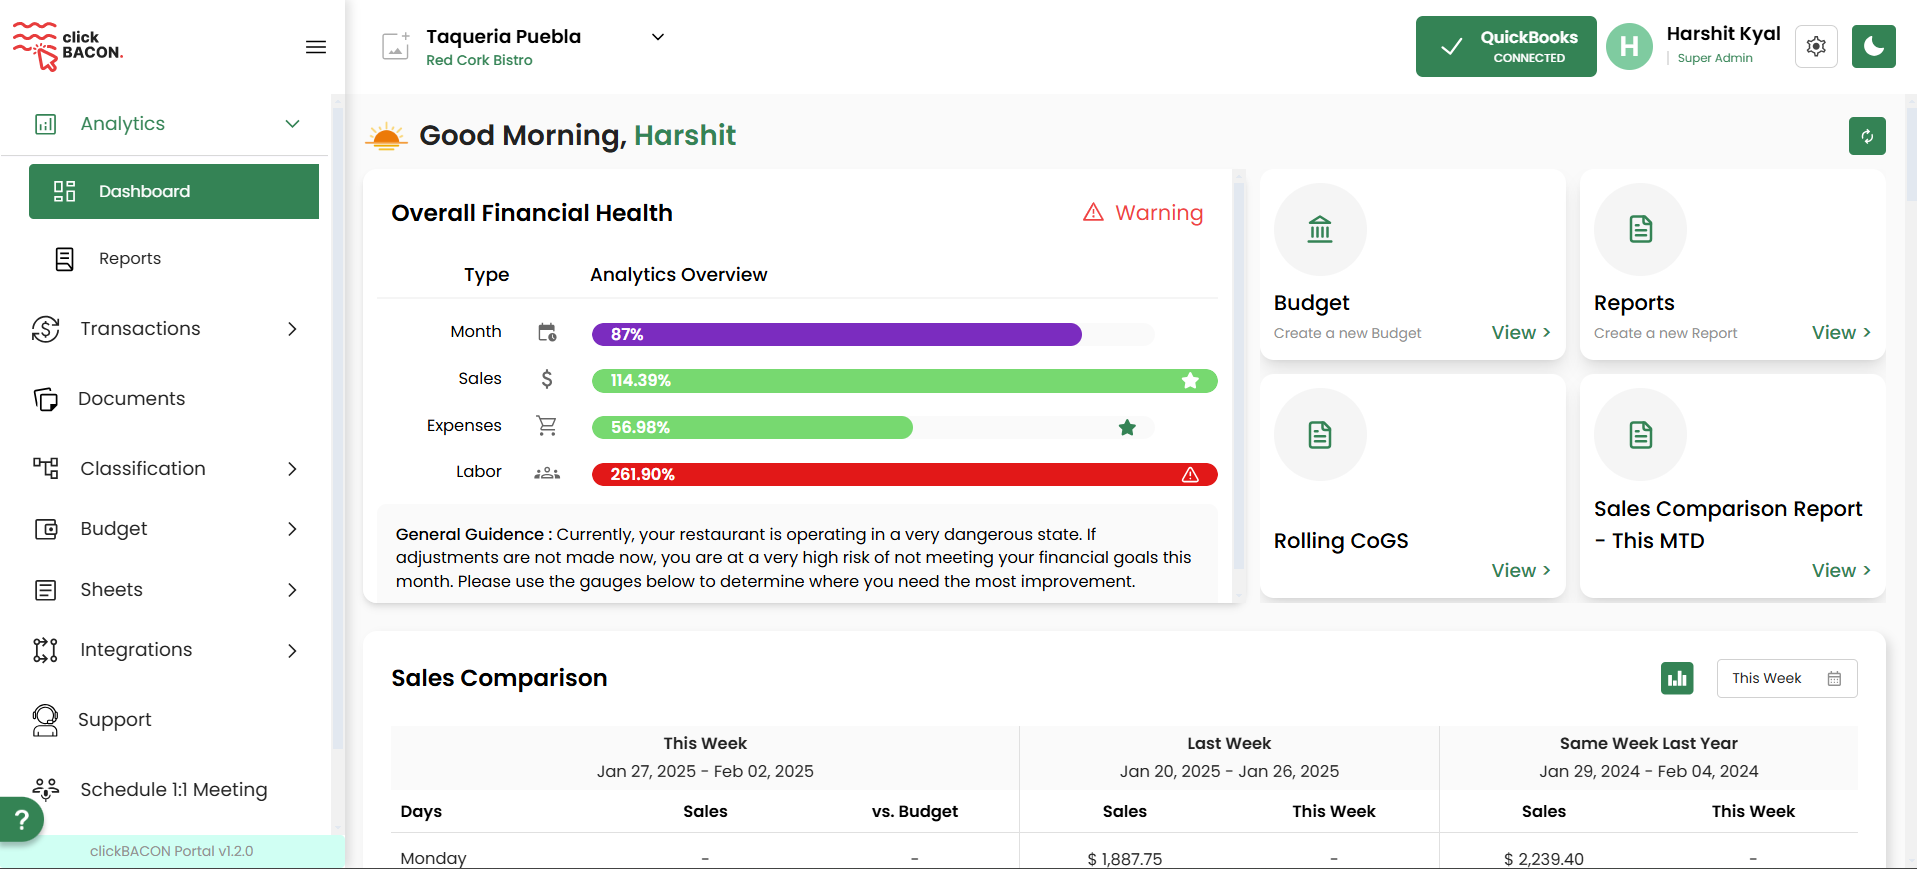 click
BACON.
Taqueria Puebla
Red Cork Bistro
QuickBooks
CONNECTED
H
Harshit Kyal
Super Admin
Analytics
Dashboard
Reports
Transactions
Documents
Classification
Budget
Sheets
Integrations
Support
Schedule 1:1 Meeting
?
clickBACON Portal v1.2.0
Good Morning, Harshit
Overall Financial Health
Warning
Type Analytics Overview
Month 87%
Sales 114.39%
Expenses 56.98%
Labor 261.90%
General Guidence : Currently, your restaurant is operating in a very dangerous state. If
adjustments are not made now, you are at a very high risk of not meeting your financial goals this
month. Please use the gauges below to determine where you need the most improvement.
Budget
Create a new Budget
View >
Reports
Create a new Report
View >
Rolling CoGS
View >
Sales Comparison Report
- This MTD
View >
Sales Comparison
This Week
This Week Last Week Same Week Last Year
Jan 27, 2025 - Feb 02, 2025 Jan 20, 2025 - Jan 26, 2025 Jan 29, 2024 - Feb 04, 2024
Days Sales vs. Budget Sales This Week Sales This Week
Monday - - $ 1,887.75 - $ 2,239.40 -